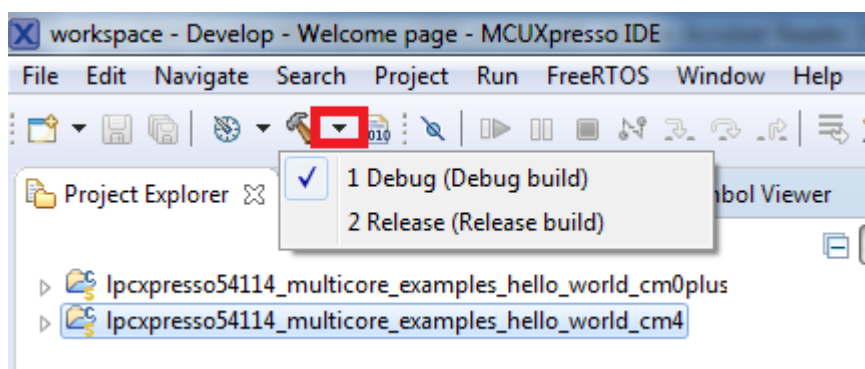 workspace - Develop - Welcome page - MCUXpresso IDE
File Edit Navigate Search Project Run FreeRTOS Window Help
010
1 Debug (Debug build)
Project Explorer
Viewer
2 Release (Release build)
lpcxpresso54114_multicore_examples_hello_world_cm0plus
lpcxpresso54114_multicore_examples_hello_world_cm4